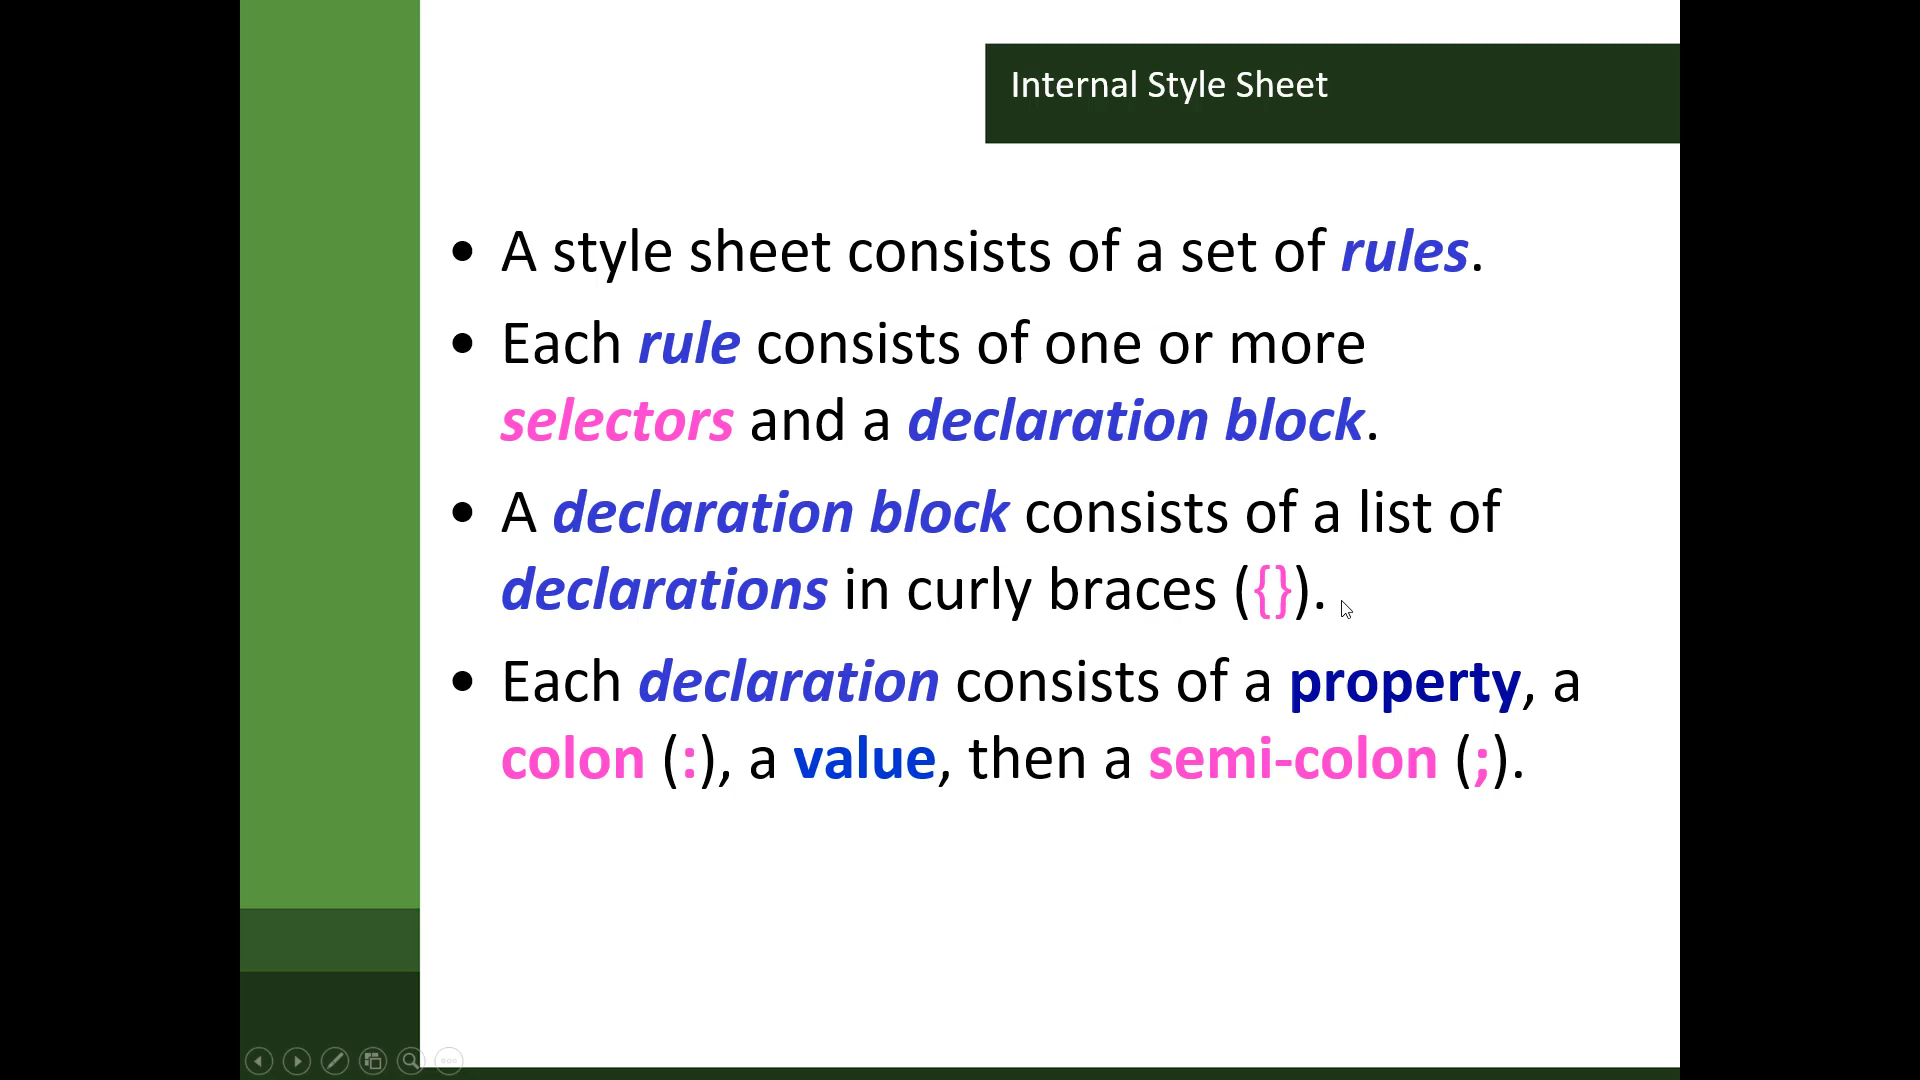 Internal Style Sheet
• A style sheet consists of a set of rules.
• Each rule consists of one or more
selectors and a declaration block.
• A declaration block consists of a list of
declarations in curly braces ({}).
• Each declaration consists of a property, a
colon (:), a value, then a semi-colon (;).